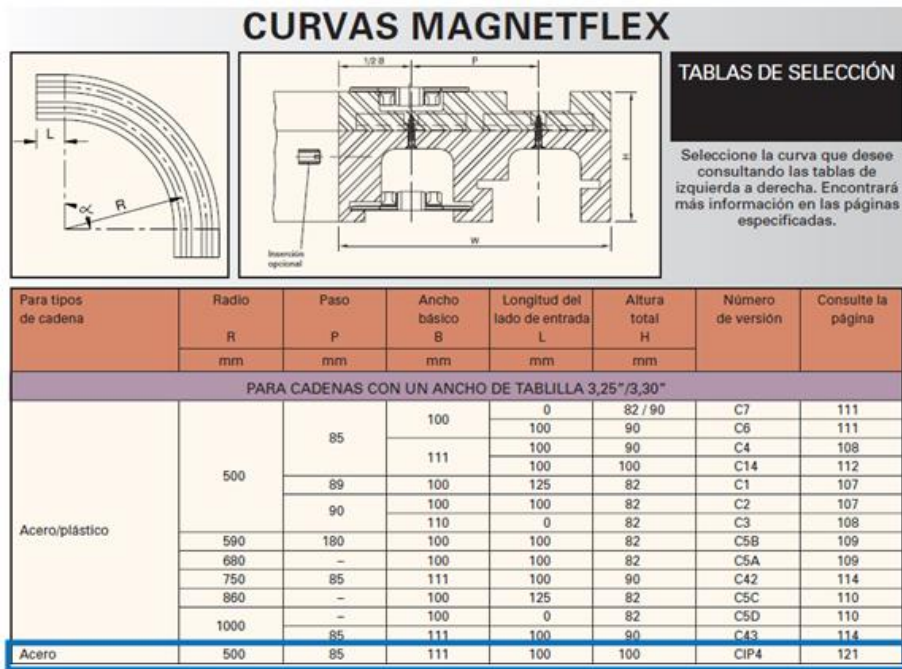 CURVAS MAGNETFLEX
L
α
R
1/2 B
P
H
W
Inserción
opcional
TABLAS DE SELECCIÓN
Seleccione la curva que desee
consultando las tablas de
izquierda a derecha. Encontrará
más información en las páginas
especificadas.
Para tipos de cadena Radio R mm Paso P mm Ancho básico B mm Longitud del lado de entrada L mm Altura total H mm Número de versión Consulte la página
PARA CADENAS CON UN ANCHO DE TABLILLA 3,25”/3,30”
Acero/plástico 500 85 100 0 82 / 90 C7 111
100 90 C6 111
111 100 90 C4 108
100 100 C14 112
89 100 125 82 C1 107
90 100 100 82 C2 107
110 0 82 C3 108
590 180 100 100 82 C5B 109
680 – 100 100 82 C5A 109
750 85 111 100 90 C42 114
860 – 100 125 82 C5C 110
1000 – 100 0 82 C5D 110
85 111 100 90 C43 114
Acero 500 85 111 100 100 CIP4 121